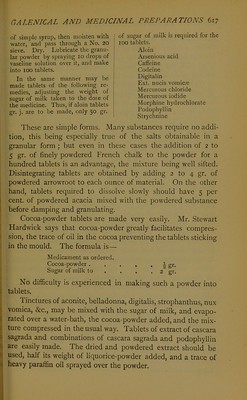 GALENICAL AND MEDICINAL PREPARATIONS 617
of simple syrup, then moisten with
water, and pass through a No. 20
sieve. Dry. Lubricate the granu-
lar powder by spraying 20 drops of
vaseline solution over it, and make
into 100 tablets.
In the same manner may be
made tablets of the following re-
medies, adjusting the weight of
sugar of milk taken to the dose of
the medicine. Thus, if aloin tablets
gr. j. are to be made, only 50 gr.
of sugar of milk is required for the
100 tablets.
Aloin
Arsenious acid
Caffeine
Codeine
Digitalin
Ext. nucis vomicæ
Mercurous chloride
Mercurous iodide
Morphine hydrochlorate
Podophyllin
Strychnine
These are simple forms. Many substances require no addi-
tion, this being especially true of the salts obtainable in a
granular form; but even in these cases the addition of 2 to
5 gr. of finely powdered French chalk to the powder for a
hundred tablets is an advantage, the mixture being well sifted.
Disintegrating tablets are obtained by adding 2 to 4 gr. of
powdered arrowroot to each ounce of material. On the other
hand, tablets required to dissolve slowly should have 5 per
cent. of powdered acacia mixed with the powdered substance
before damping and granulating.
Cocoa-powder tablets are made very easily. Mr. Stewart
Hardwick says that cocoa-powder greatly facilitates compres-
sion, the trace of oil in the cocoa preventing the tablets sticking
in the mould. The formula is—
Medicament as ordered.
Cocoa-powder . . . . ½ gr.
Sugar of milk to . . . 2 gr.
No difficulty is experienced in making such a powder into
tablets.
Tinctures of aconite, belladonna, digitalis, strophanthus, nux
vomica, &c., may be mixed with the sugar of milk, and evapo-
rated over a water-bath, the cocoa-powder added, and the mix-
ture compressed in the usual way. Tablets of extract of cascara
sagrada and combinations of cascara sagrada and podophyllin
are easily made. The dried and powdered extract should be
used, half its weight of liquorice-powder added, and a trace of
heavy paraffin oil sprayed over the powder.